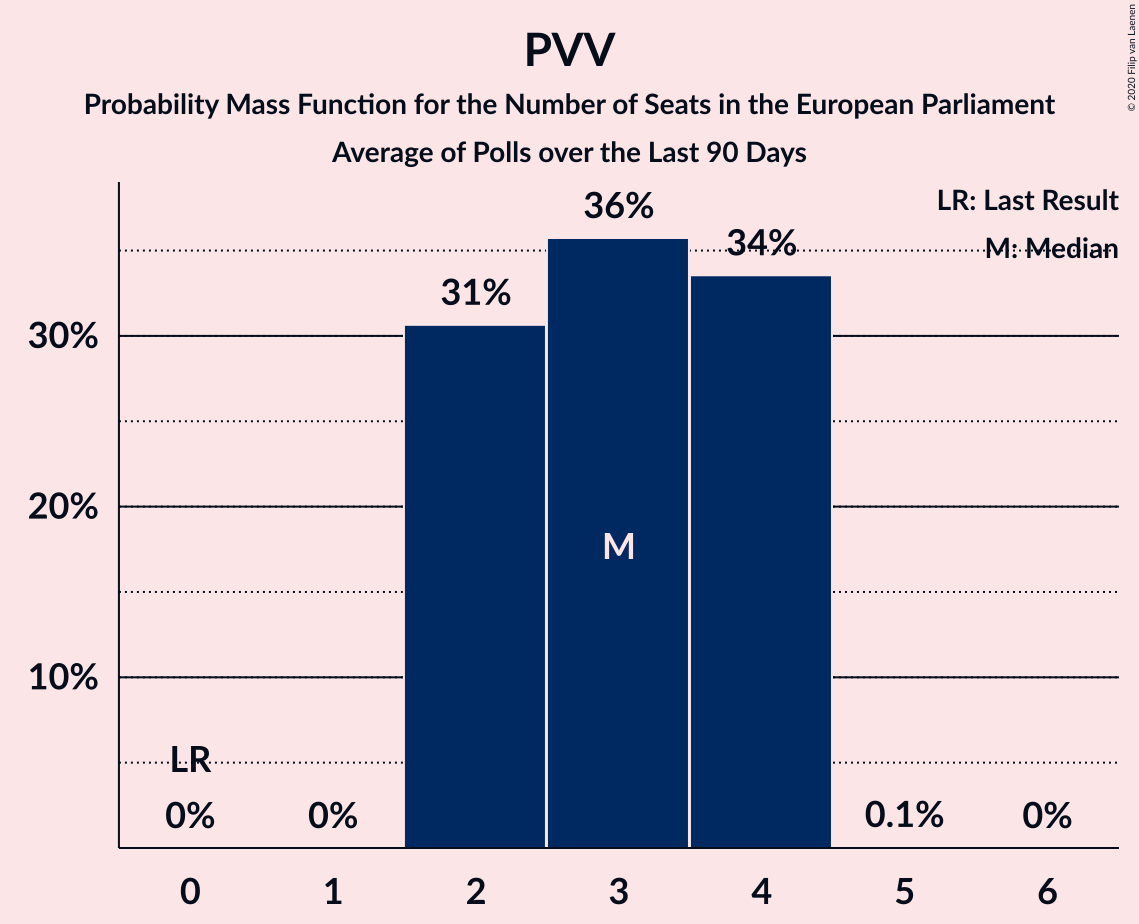 PVV
Probability Mass Function for the Number of Seats in the European Parliament
Average of Polls over the Last 90 Days
© 2020 Filip van Laenen
LR: Last Result
M: Median
36%
34%
31%
30%
20%
10%
M
LR
0%
0%
0.1%
0%
0
1
2
3
4
5
6